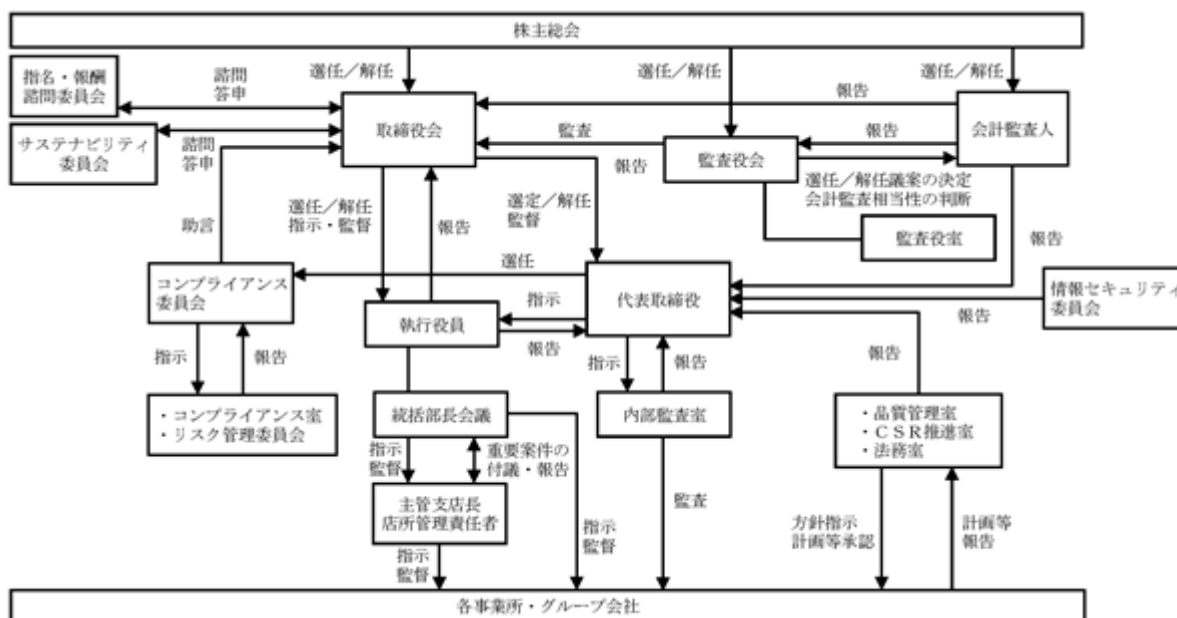 株主総会
指名・報酬
諮問委員会
諮問
答申
選任／解任
選任／解任
選任／解任
報告
取締役会
会計監査人
サステナビリティ
委員会
諮問
答申
監査
報告
報告
監査役会
選任／解任議案の決定
会計監査相当性の判断
選任／解任
指示・監督
報告
選定／解任
監督
助言
監査役室
報告
選任
コンプライアンス
委員会
代表取締役
情報セキュリティ
委員会
報告
執行役員
指示
報告
指示
報告
指示
報告
報告
・コンプライアンス室
・リスク管理委員会
統括部長会議
内部監査室
・品質管理室
・ＣＳＲ推進室
・法務室
指示
監督
重要案件の
付議・報告
主管支店長
店所管理責任者
監査
指示
監督
方針指示
計画等承認
計画等
報告
指示
監督
各事業所・グループ会社